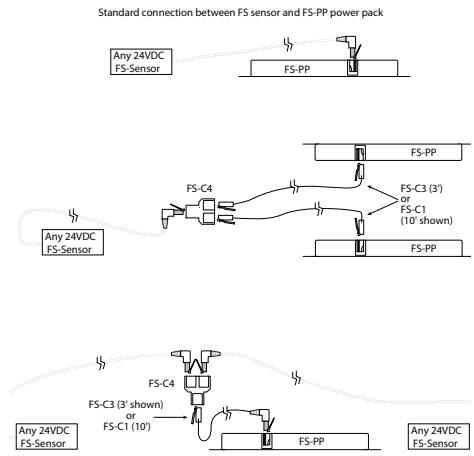 Standard connection between FS sensor and FS-PP power pack
Any 24VDC
FS-Sensor
FS-PP
FS-PP
FS-C4
FS-C3 (3')
or
FS-C1
(10' shown)
Any 24VDC
FS-Sensor
FS-PP
FS-C4
FS-C3 (3' shown)
or
FS-C1 (10')
Any 24VDC
FS-Sensor
FS-PP
Any 24VDC
FS-Sensor